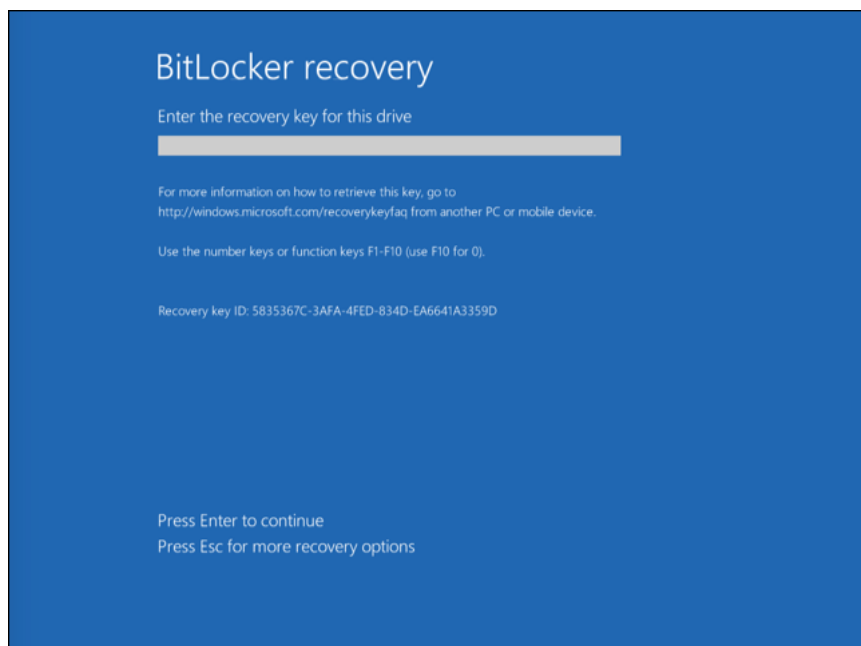 BitLocker recovery
Enter the recovery key for this drive
For more information on how to retrieve this key, go to
http://windows.microsoft.com/recoverykeyfaq from another PC or mobile device.
Use the number keys or function keys F1-F10 (use F10 for 0).
Recovery key ID: 5835367C-3AFA-4FED-834D-EA6641A3359D
Press Enter to continue
Press Esc for more recovery options